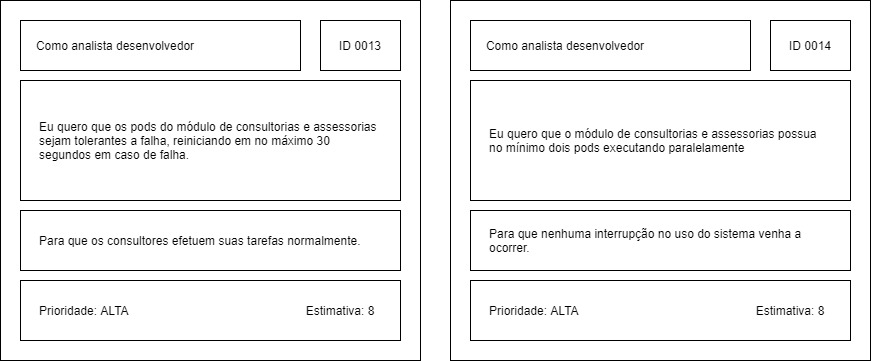 Como analista desenvolvedor
ID 0013
Eu quero que os pods do módulo de consultorias e assessorias
sejam tolerantes a falha, reiniciando em no máximo 30
segundos em caso de falha.
Para que os consultores efetuem suas tarefas normalmente.
Prioridade: ALTA
Estimativa: 8
Como analista desenvolvedor
ID 0014
Eu quero que o módulo de consultorias e assessorias possua
no mínimo dois pods executando paralelamente
Para que nenhuma interrupção no uso do sistema venha a
ocorrer.
Prioridade: ALTA
Estimativa: 8